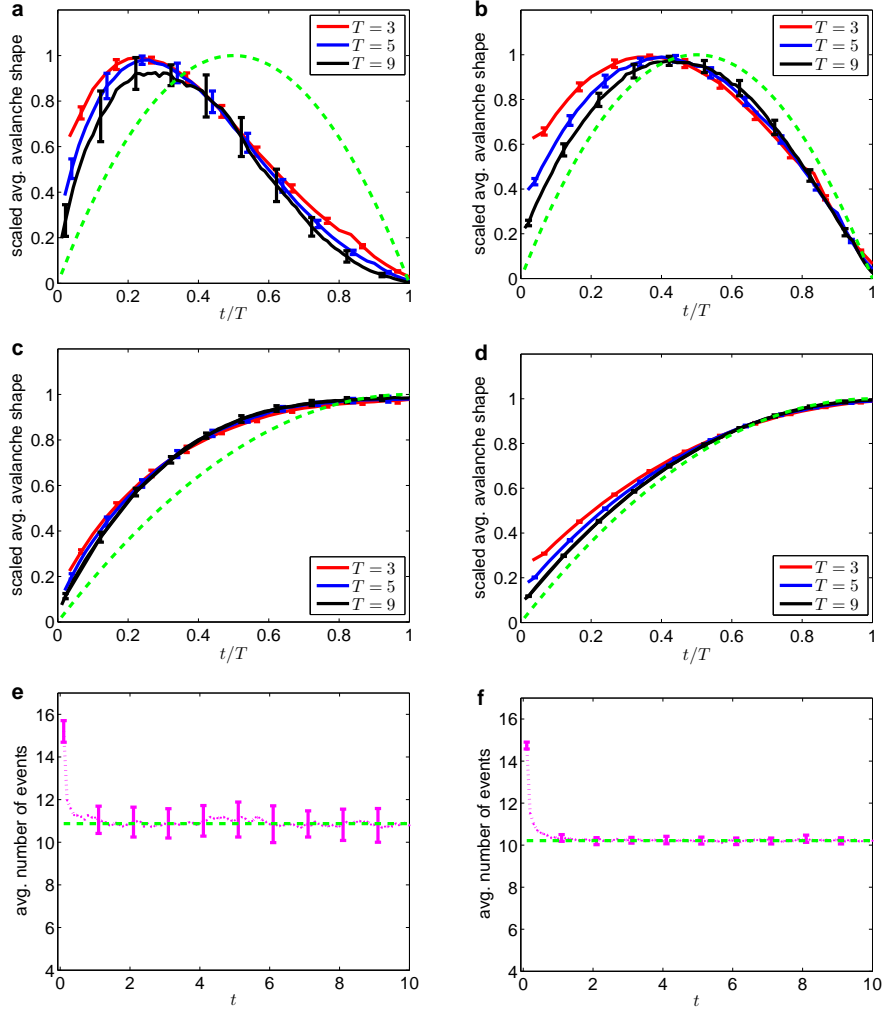 a
scaled avg. avalanche shape
1.2
1
0.8
0.6
0.4
0.2
0
0 0.2 0.4 0.6 0.8 1
t/T
T = 3
T = 5
T = 9
b
scaled avg. avalanche shape
1.2
1
0.8
0.6
0.4
0.2
0
0 0.2 0.4 0.6 0.8 1
t/T
T = 3
T = 5
T = 9
c
scaled avg. avalanche shape
1
0.8
0.6
0.4
0.2
0
0 0.2 0.4 0.6 0.8 1
t/T
T = 3
T = 5
T = 9
d
scaled avg. avalanche shape
1
0.8
0.6
0.4
0.2
0
0 0.2 0.4 0.6 0.8 1
t/T
T = 3
T = 5
T = 9
e
avg. number of events
16
14
12
10
8
6
4
0 2 4 6 8 10
t
f
avg. number of events
16
14
12
10
8
6
4
0 2 4 6 8 10
t